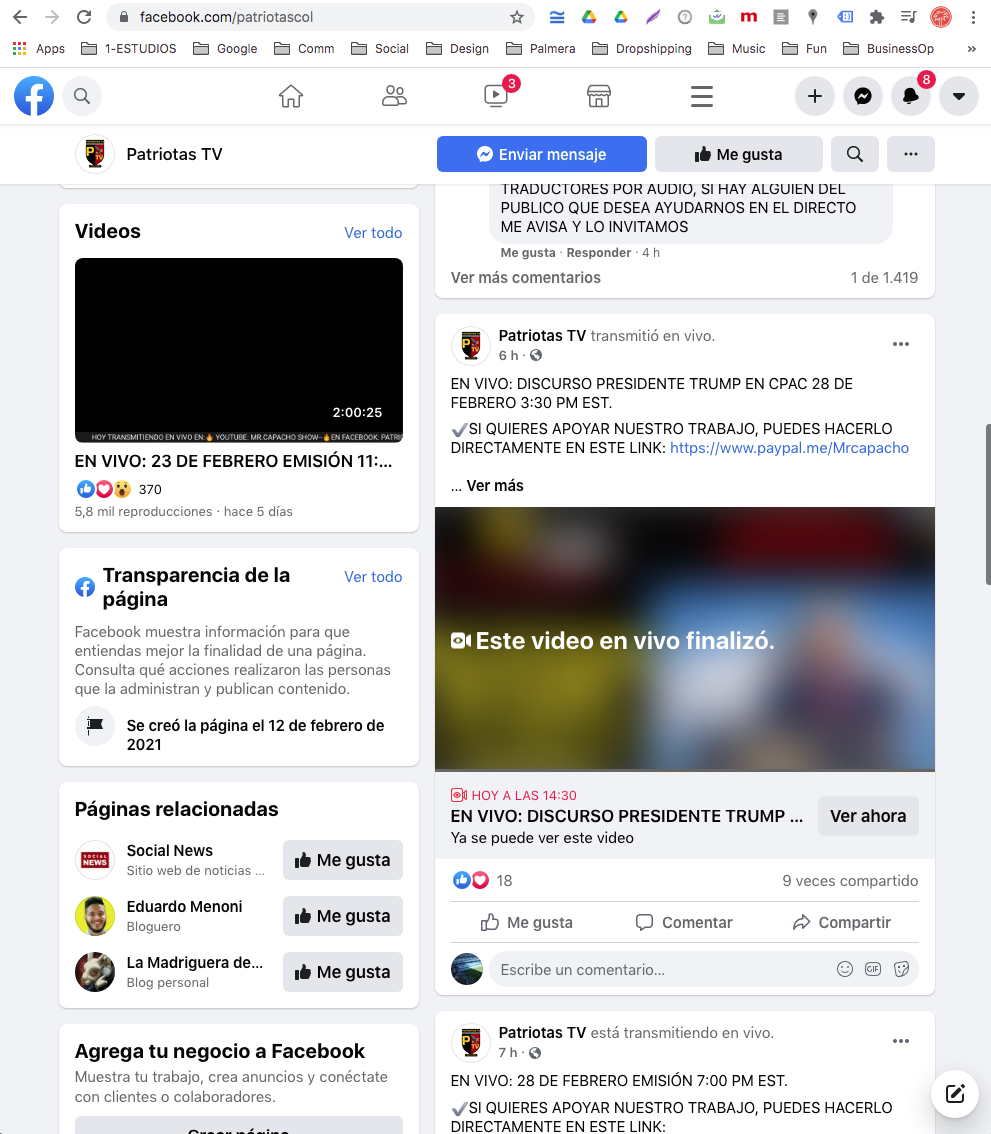 facebook.com/patriotascol
Apps
1-ESTUDIOS
Google
Comm
Social
Design
Palmera
Dropshipping
Music
Fun
BusinessOp
»
3
8
Patriotas TV
Enviar mensaje
Me gusta
Videos
Ver todo
2:00:25
HOY TRANSMITIENDO EN VIVO EN:🔥 YOUTUBE: MR.CAPACHO SHOW--🔥EN FACEBOOK: PATRIO
EN VIVO: 23 DE FEBRERO EMISIÓN 11:...
370
5,8 mil reproducciones · hace 5 días
Transparencia de la
página
Ver todo
Facebook muestra información para que
entiendas mejor la finalidad de una página.
Consulta qué acciones realizaron las personas
que la administran y publican contenido.
Se creó la página el 12 de febrero de
2021
Páginas relacionadas
Social News
Sitio web de noticias ...
SOCIAL
NEWS
Me gusta
Eduardo Menoni
Bloguero
Me gusta
La Madriguera de...
Blog personal
Me gusta
Agrega tu negocio a Facebook
Muestra tu trabajo, crea anuncios y conéctate
con clientes o colaboradores.
Crear página
TRADUCTORES POR AUDIO, SI HAY ALGUIEN DEL
PUBLICO QUE DESEA AYUDARNOS EN EL DIRECTO
ME AVISA Y LO INVITAMOS
Me gusta · Responder · 4 h
Ver más comentarios
1 de 1.419
Patriotas TV transmitió en vivo.
6 h ·
EN VIVO: DISCURSO PRESIDENTE TRUMP EN CPAC 28 DE
FEBRERO 3:30 PM EST.
✔️SI QUIERES APOYAR NUESTRO TRABAJO, PUEDES HACERLO
DIRECTAMENTE EN ESTE LINK: https://www.paypal.me/Mrcapacho
... Ver más
Este video en vivo finalizó.
HOY A LAS 14:30
EN VIVO: DISCURSO PRESIDENTE TRUMP ...
Ya se puede ver este video
Ver ahora
18
9 veces compartido
Me gusta
Comentar
Compartir
Escribe un comentario...
GIF
Patriotas TV está transmitiendo en vivo.
7 h ·
EN VIVO: 28 DE FEBRERO EMISIÓN 7:00 PM EST.
✔️SI QUIERES APOYAR NUESTRO TRABAJO, PUEDES HACERLO
DIRECTAMENTE EN ESTE LINK: